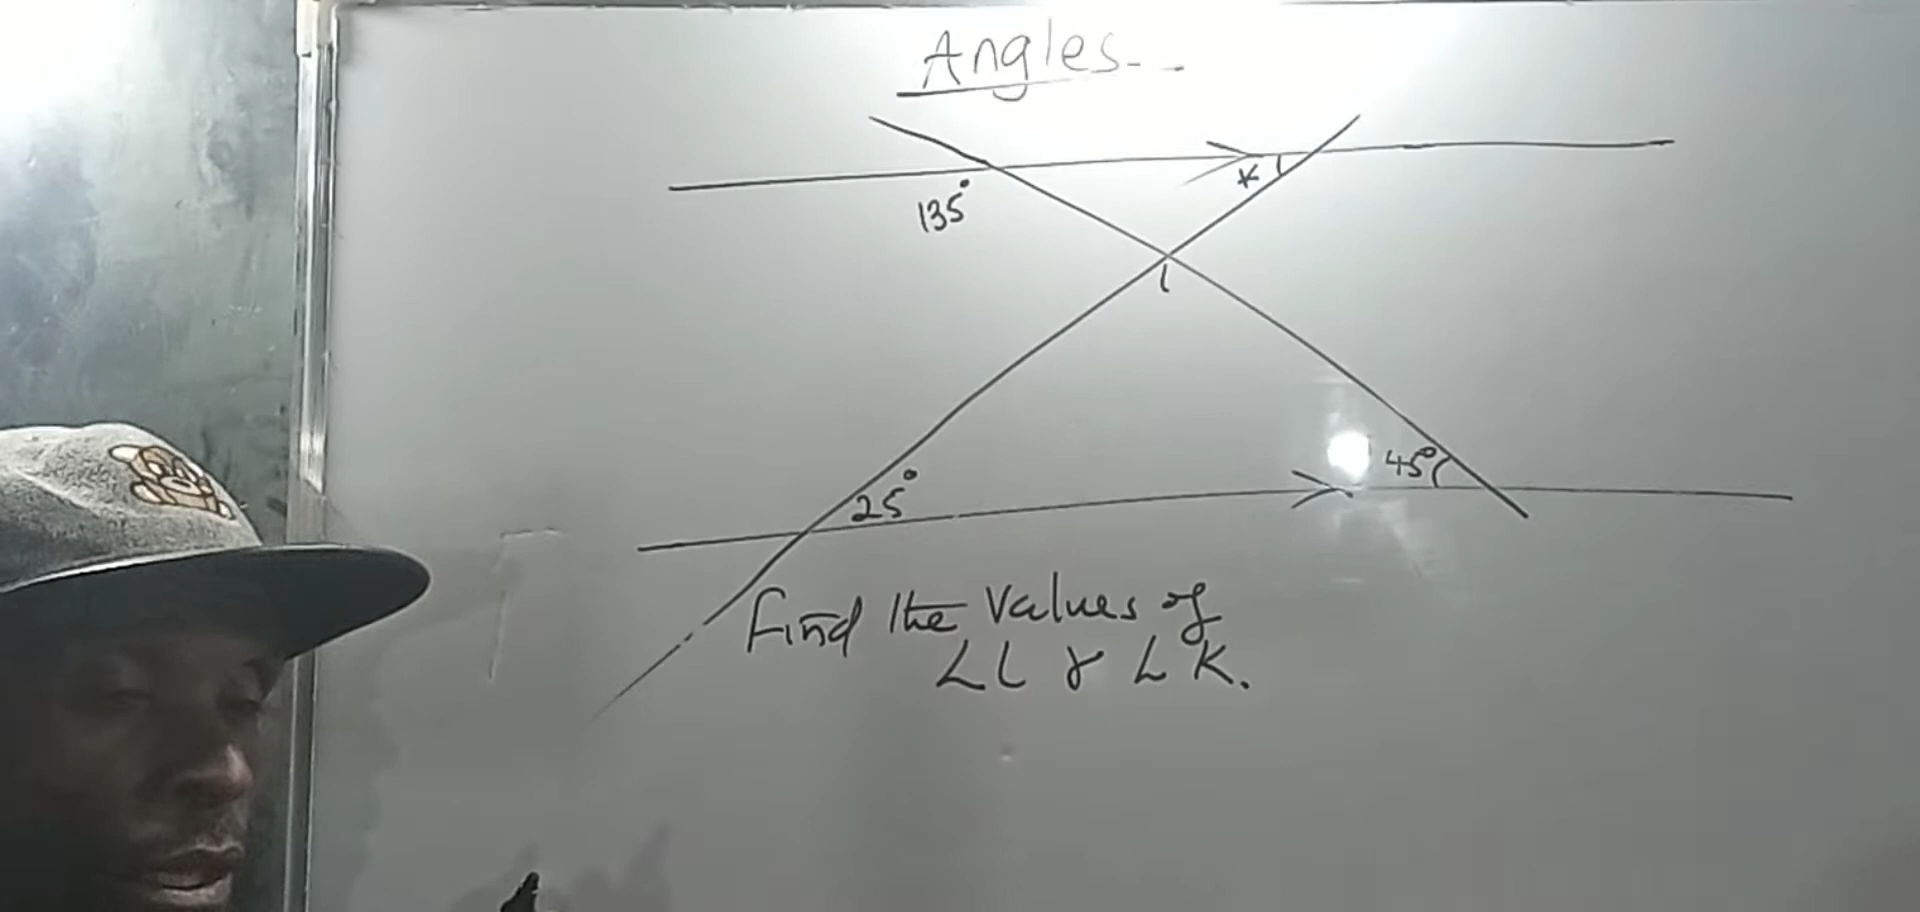 Angles...
135°
K
l
25°
45°
Find the values of
∠l & ∠K.